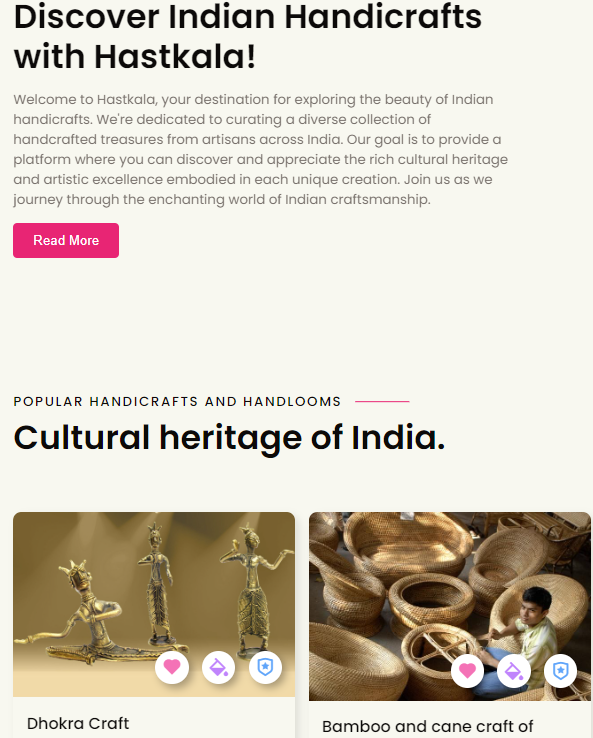 Discover Indian Handicrafts
with Hastkala!
Welcome to Hastkala, your destination for exploring the beauty of Indian
handicrafts. We're dedicated to curating a diverse collection of
handcrafted treasures from artisans across India. Our goal is to provide a
platform where you can discover and appreciate the rich cultural heritage
and artistic excellence embodied in each unique creation. Join us as we
journey through the enchanting world of Indian craftsmanship.
Read More
POPULAR HANDICRAFTS AND HANDLOOMS
Cultural heritage of India.
Dhokra Craft
Bamboo and cane craft of